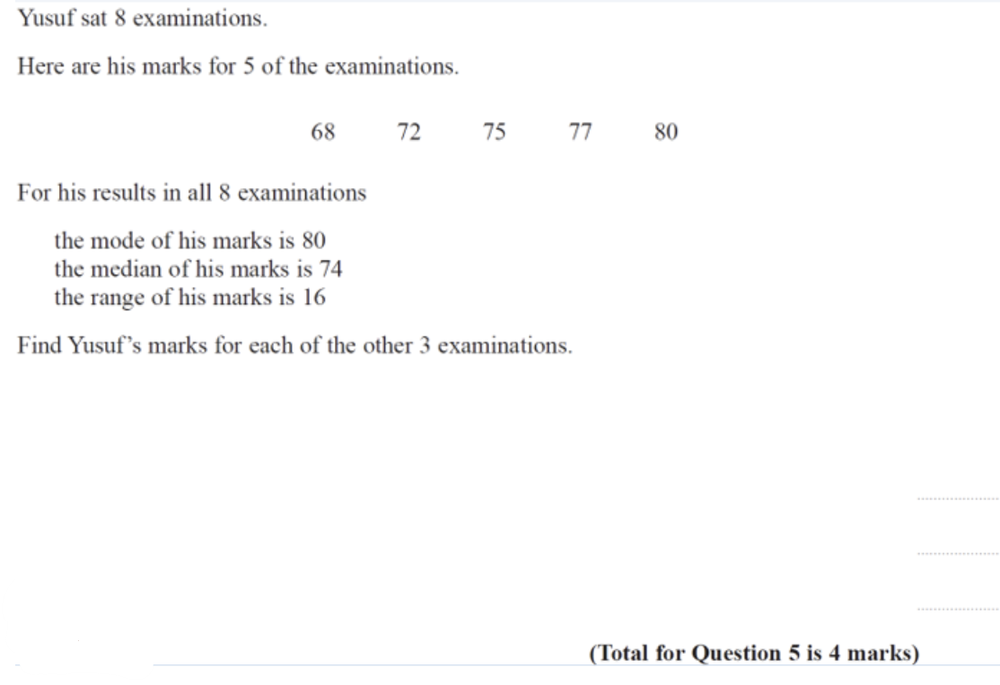 Yusuf sat 8 examinations.
Here are his marks for 5 of the examinations.
68 72 75 77 80
For his results in all 8 examinations
the mode of his marks is 80
the median of his marks is 74
the range of his marks is 16
Find Yusuf’s marks for each of the other 3 examinations.
(Total for Question 5 is 4 marks)